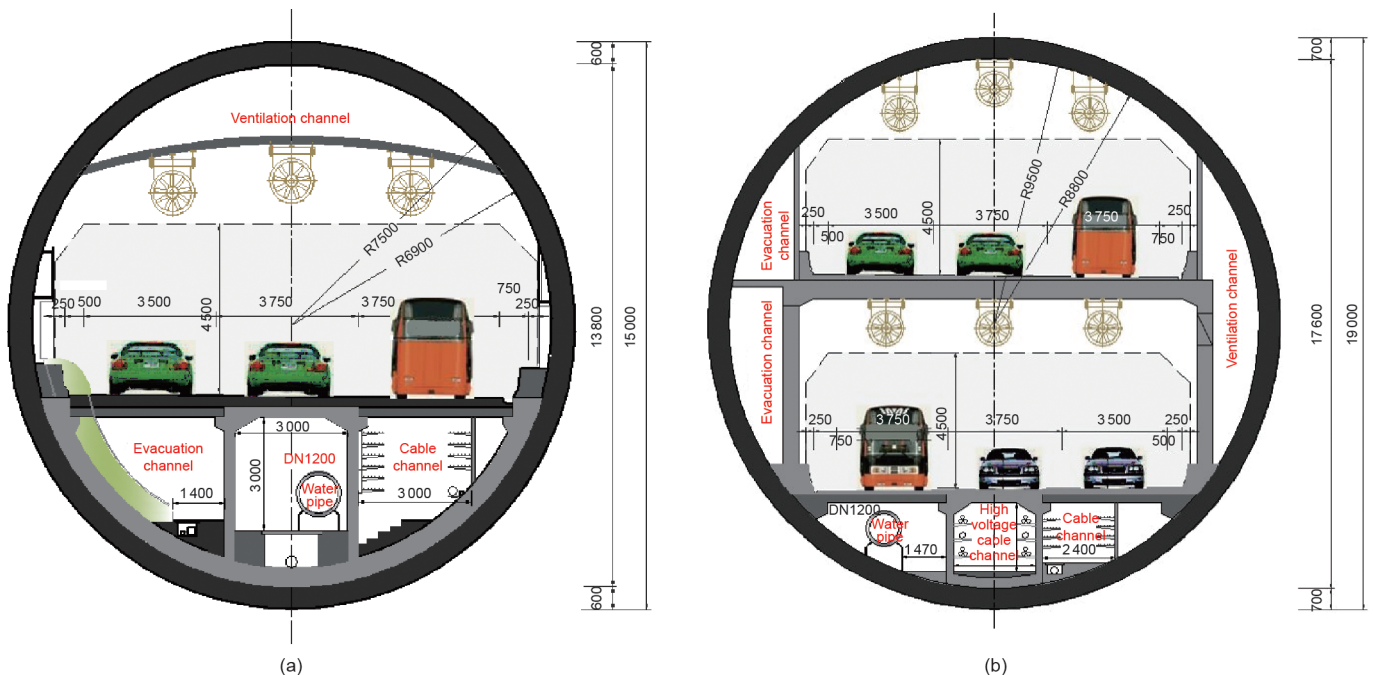 Ventilation channel
R7500
R6900
250
500
3 500
4 500
3 750
3 750
750
250
Evacuation
channel
1 400
3 000
3 000
DN1200
Water
pipe
Cable
channel
3 000
600
13 800
15 000
600
(a)
R9500
R8800
Evacuation
channel
250
500
3 500
4 500
3 750
3 750
250
750
Evacuation channel
Ventilation channel
250
750
3 750
4 500
3 750
3 500
250
500
DN1200
Water
pipe
1 470
High
voltage
cable
channel
Cable
channel
2 400
700
17 600
19 000
700
(b)